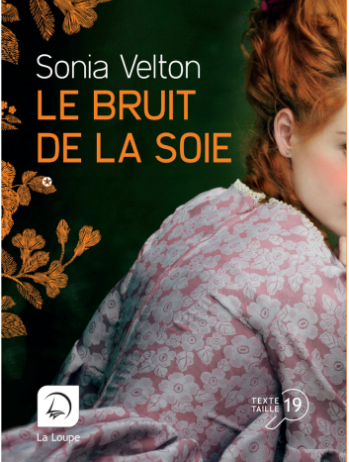 Sonia Velton
LE BRUIT
DE LA SOIE
TEXTE
TAILLE 19
La Loupe